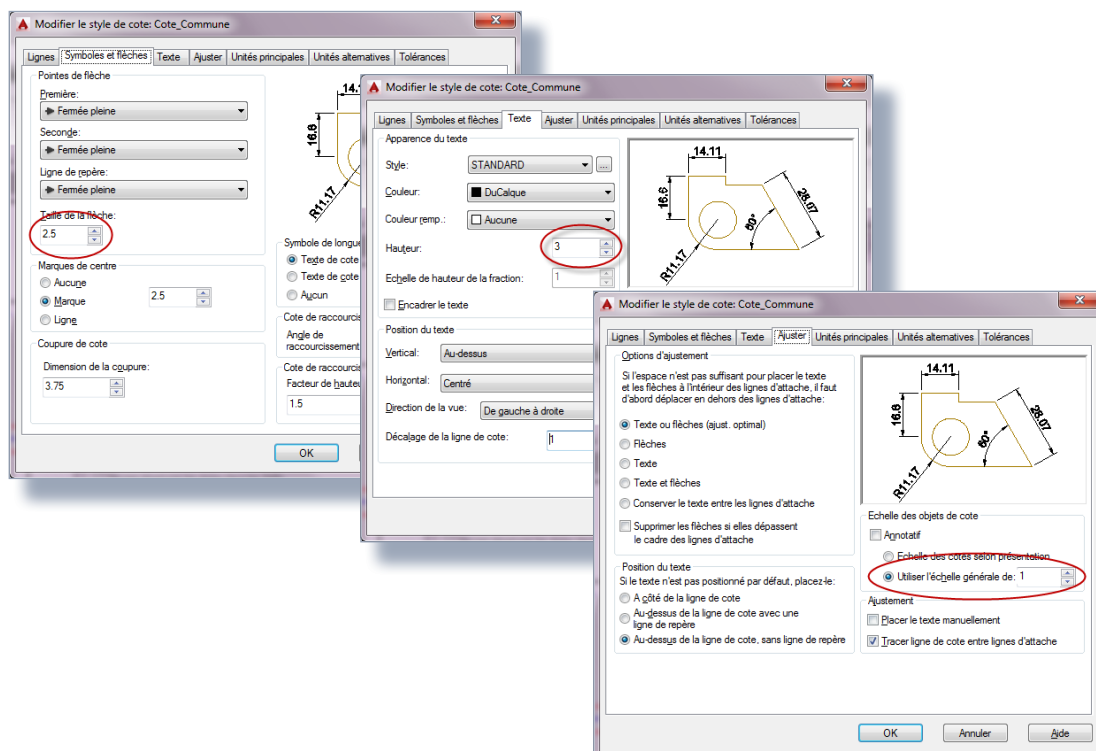 Modifier le style de cote: Cote_Commune
Lignes Symboles et flèches Texte Ajuster Unités principales Unités alternatives Tolérances
Pointes de flèche
Première:
Fermée pleine
Seconde:
Fermée pleine
Ligne de repère:
Fermée pleine
Taille de la flèche:
2.5
Marques de centre
Aucune
Marque
2.5
Ligne
Coupure de cote
Dimension de la coupure:
3.75
14.
16.6
R11.17
Symbole de longue
Texte de cote
Texte de cote
Aucun
Cote de raccourcis
Angle de
raccourcissement
Cote de raccourcis
Facteur de hauteu
1.5
OK
Modifier le style de cote: Cote_Commune
Lignes Symboles et flèches Texte Ajuster Unités principales Unités alternatives Tolérances
Apparence du texte
Style: STANDARD ...
Couleur: DuCalque
Couleur remp.: Aucune
Hauteur: 3
Echelle de hauteur de la fraction: 1
Encadrer le texte
Position du texte
Vertical: Au-dessus
Horizontal: Centré
Direction de la vue: De gauche à droite
Décalage de la ligne de cote: 1
14.11
16.6
28.07
60°
R11.17
Modifier le style de cote: Cote_Commune
Lignes Symboles et flèches Texte Ajuster Unités principales Unités alternatives Tolérances
Options d'ajustement
Si l'espace n'est pas suffisant pour placer le texte
et les flèches à l'intérieur des lignes d'attache, il faut
d'abord déplacer en dehors des lignes d'attache:
Texte ou flèches (ajust. optimal)
Flèches
Texte
Texte et flèches
Conserver le texte entre les lignes d'attache
Supprimer les flèches si elles dépassent
le cadre des lignes d'attache
Position du texte
Si le texte n'est pas positionné par défaut, placez-le:
A côté de la ligne de cote
Au-dessus de la ligne de cote avec une
ligne de repère
Au-dessus de la ligne de cote, sans ligne de repère
14.11
16.6
28.07
60°
R11.17
Echelle des objets de cote
Annotatif
Echelle des cotes selon présentation
Utiliser l'échelle générale de: 1
Ajustement
Placer le texte manuellement
Tracer ligne de cote entre lignes d'attache
OK Annuler Aide